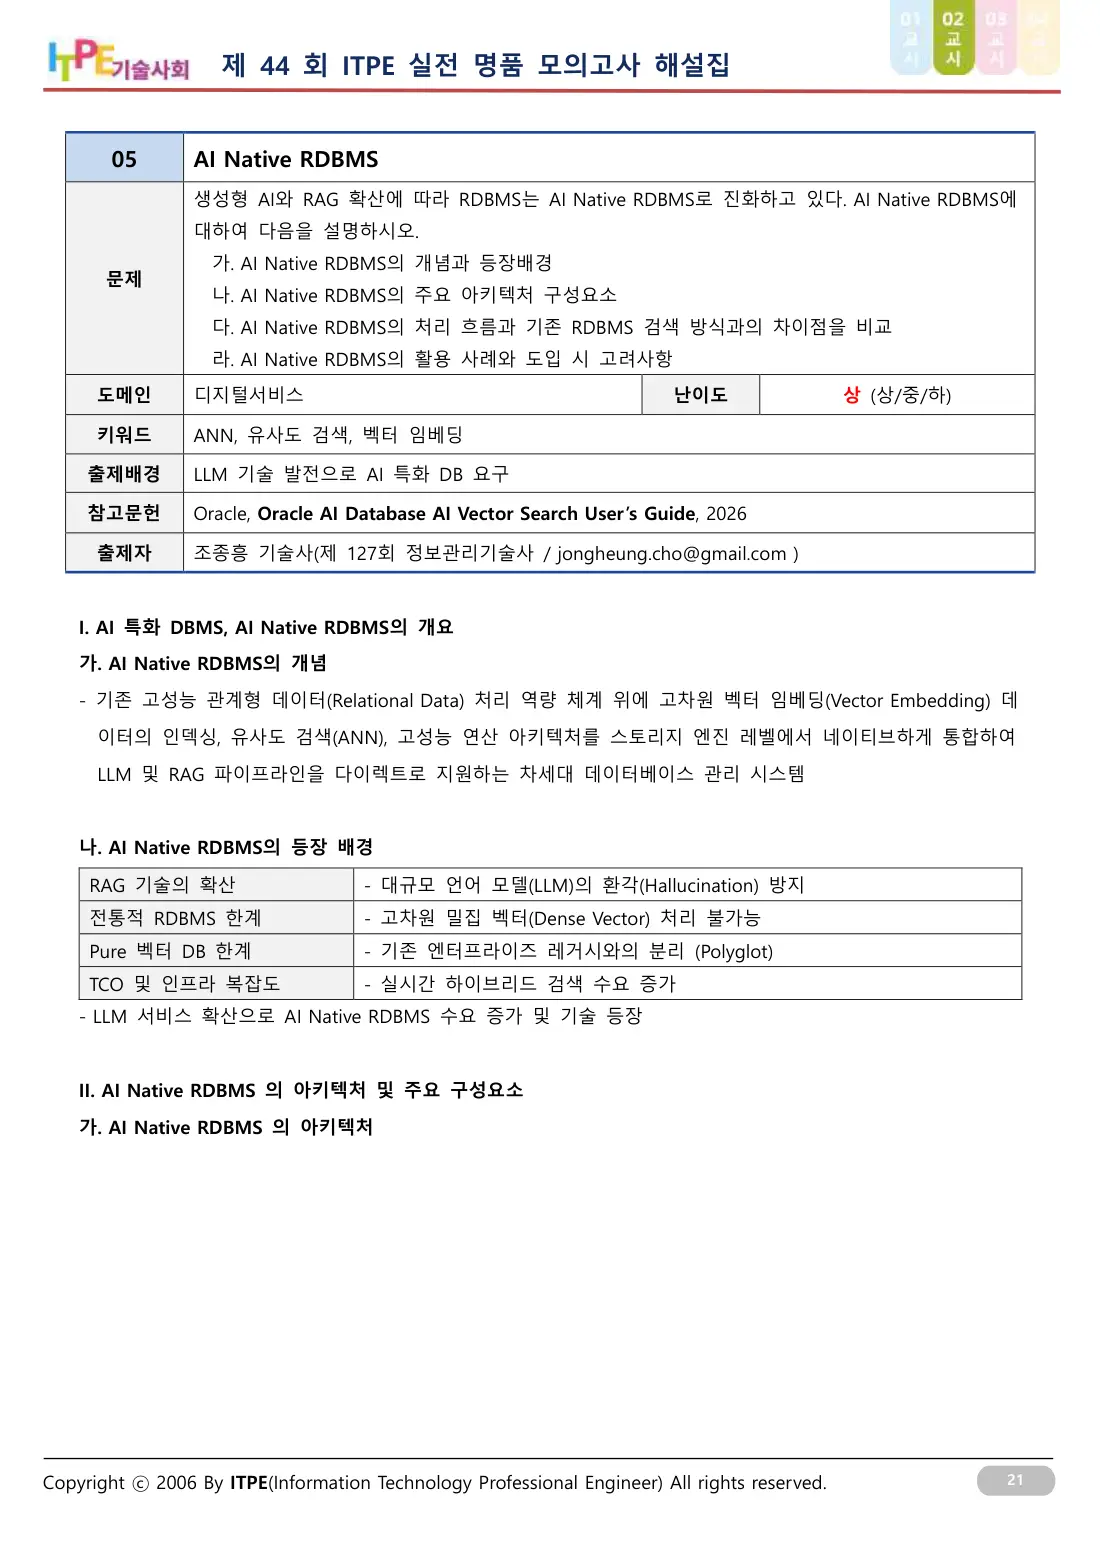 ITPE기술사회
제 44 회 ITPE 실전 명품 모의고사 해설집
01 교시
02 교시
03 교시
05
AI Native RDBMS
문제
생성형 AI와 RAG 확산에 따라 RDBMS는 AI Native RDBMS로 진화하고 있다. AI Native RDBMS에
대하여 다음을 설명하시오.
가. AI Native RDBMS의 개념과 등장배경
나. AI Native RDBMS의 주요 아키텍처 구성요소
다. AI Native RDBMS의 처리 흐름과 기존 RDBMS 검색 방식과의 차이점을 비교
라. AI Native RDBMS의 활용 사례와 도입 시 고려사항
도메인 디지털서비스 난이도 상 (상/중/하)
키워드 ANN, 유사도 검색, 벡터 임베딩
출제배경 LLM 기술 발전으로 AI 특화 DB 요구
참고문헌 Oracle, Oracle AI Database AI Vector Search User’s Guide, 2026
출제자 조종흥 기술사(제 127회 정보관리기술사 / jongheung.cho@gmail.com )
I. AI 특화 DBMS, AI Native RDBMS의 개요
가. AI Native RDBMS의 개념
- 기존 고성능 관계형 데이터(Relational Data) 처리 역량 체계 위에 고차원 벡터 임베딩(Vector Embedding) 데
이터의 인덱싱, 유사도 검색(ANN), 고성능 연산 아키텍처를 스토리지 엔진 레벨에서 네이티브하게 통합하여
LLM 및 RAG 파이프라인을 다이렉트로 지원하는 차세대 데이터베이스 관리 시스템
나. AI Native RDBMS의 등장 배경
RAG 기술의 확산 - 대규모 언어 모델(LLM)의 환각(Hallucination) 방지
전통적 RDBMS 한계 - 고차원 밀집 벡터(Dense Vector) 처리 불가능
Pure 벡터 DB 한계 - 기존 엔터프라이즈 레거시와의 분리 (Polyglot)
TCO 및 인프라 복잡도 - 실시간 하이브리드 검색 수요 증가
- LLM 서비스 확산으로 AI Native RDBMS 수요 증가 및 기술 등장
II. AI Native RDBMS 의 아키텍처 및 주요 구성요소
가. AI Native RDBMS 의 아키텍처
Copyright ⓒ 2006 By ITPE(Information Technology Professional Engineer) All rights reserved.
21